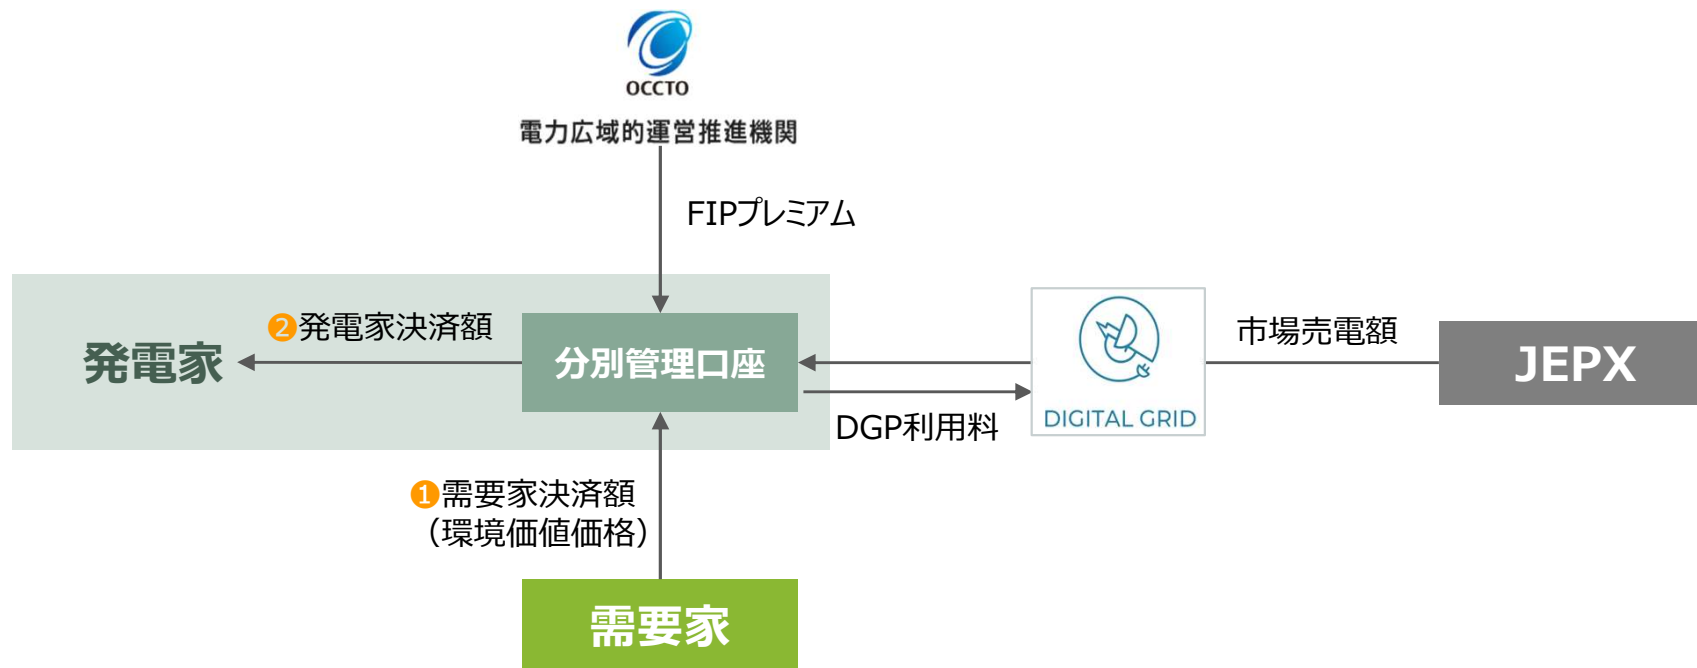 OCCTO
電力広域的運営推進機関
FIPプレミアム
❷発電家決済額
発電家
分別管理口座
市場売電額
JEPX
DIGITAL GRID
DGP利用料
❶需要家決済額
（環境価値価格）
需要家